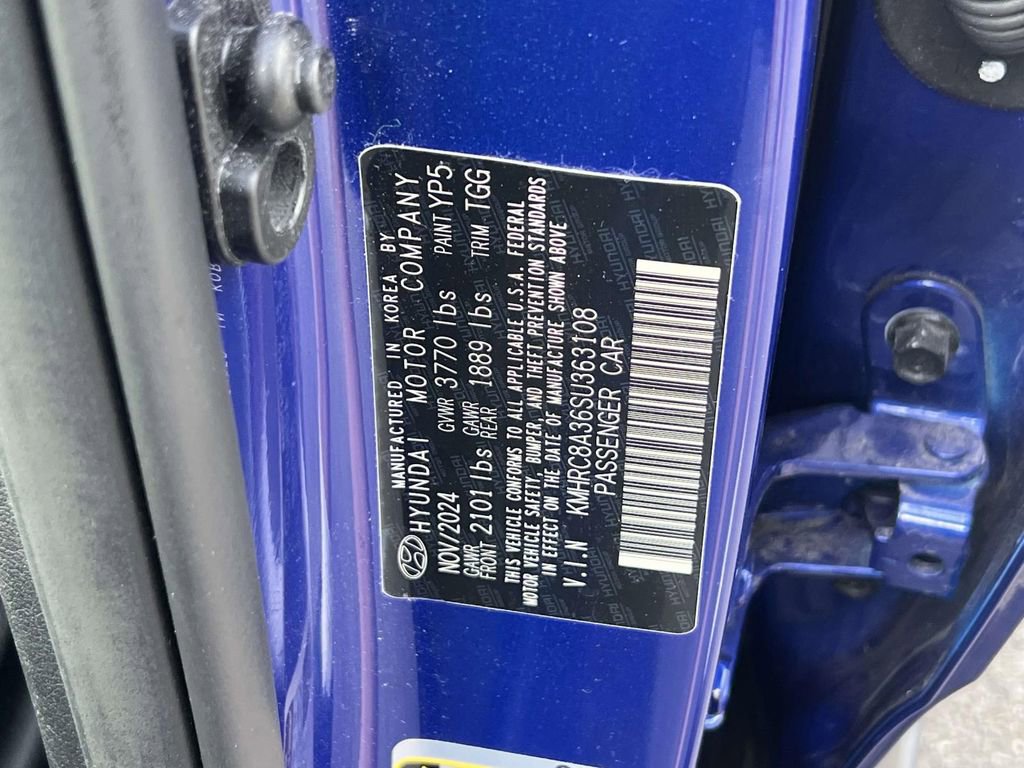 MANUFACTURED IN KOREA BY
HYUNDAI MOTOR COMPANY
NOV/2024 GVWR 3770 lbs PAINT YP5
GAWR FRONT 2101 lbs GAWR REAR 1889 lbs TRIM TGG
THIS VEHICLE CONFORMS TO ALL APPLICABLE U.S.A. FEDERAL
MOTOR VEHICLE SAFETY, BUMPER, AND THEFT PREVENTION STANDARDS
IN EFFECT ON THE DATE OF MANUFACTURE SHOWN ABOVE
V.I.N KMHRC8A36SU363108
PASSENGER CAR